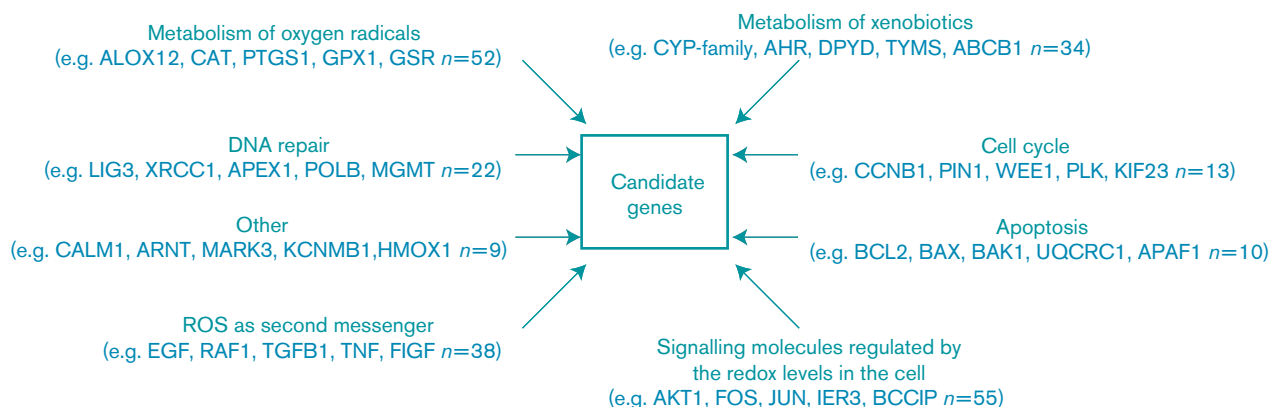 Metabolism of oxygen radicals
(e.g. ALOX12, CAT, PTGS1, GPX1, GSR n=52)
Metabolism of xenobiotics
(e.g. CYP-family, AHR, DPYD, TYMS, ABCB1 n=34)
DNA repair
(e.g. LIG3, XRCC1, APEX1, POLB, MGMT n=22)
Candidate
genes
Cell cycle
(e.g. CCNB1, PIN1, WEE1, PLK, KIF23 n=13)
Other
(e.g. CALM1, ARNT, MARK3, KCNMB1,HMOX1 n=9)
Apoptosis
(e.g. BCL2, BAX, BAK1, UQCRC1, APAF1 n=10)
ROS as second messenger
(e.g. EGF, RAF1, TGFB1, TNF, FIGF n=38)
Signalling molecules regulated by
the redox levels in the cell
(e.g. AKT1, FOS, JUN, IER3, BCCIP n=55)